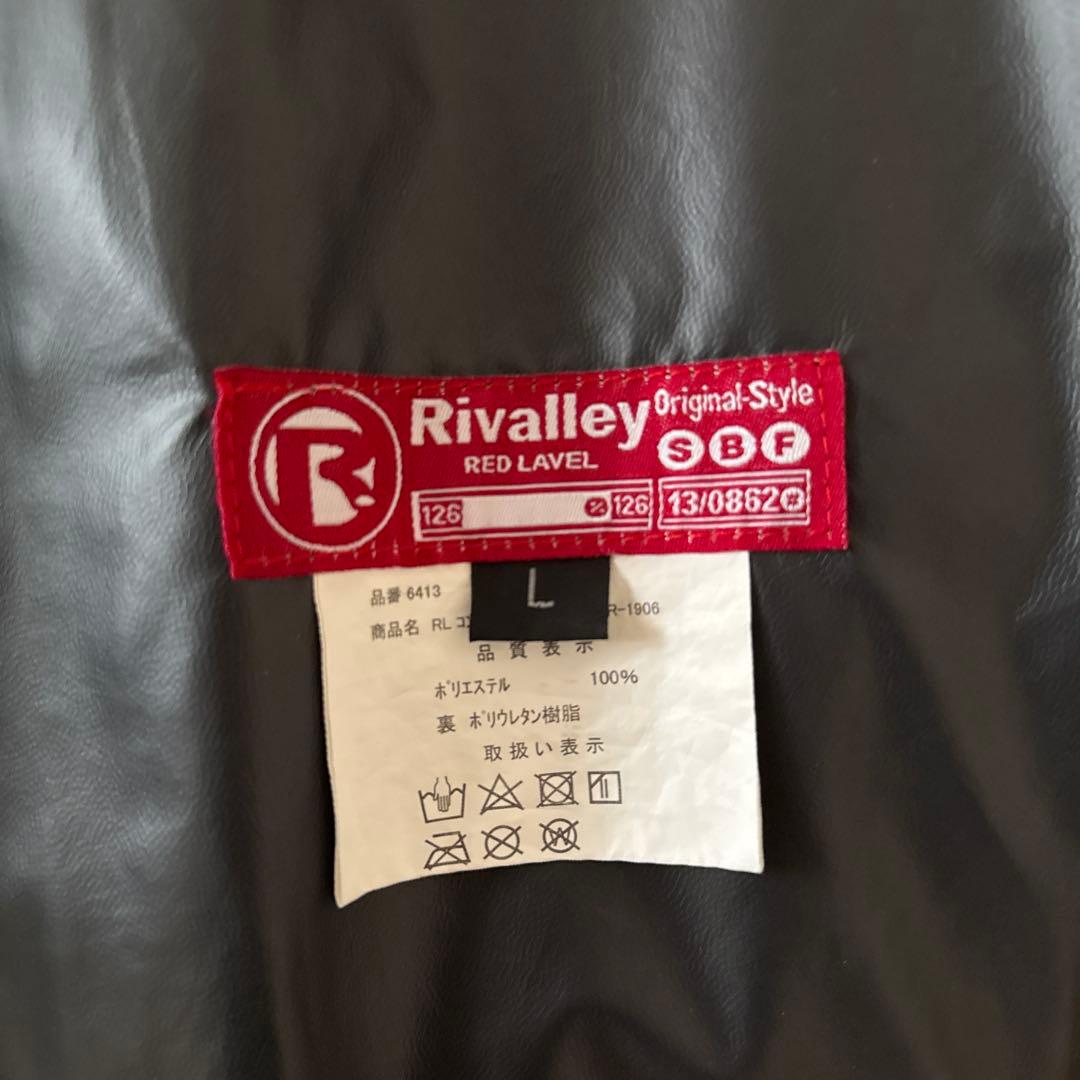 Rivalley
RED LAVEL
Original-Style
S B F
126 126
13/0862#
L
品番 6413
商品名 RL コン R-1906
品質表示
ポリエステル 100%
裏 ポリウレタン樹脂
取扱い表示